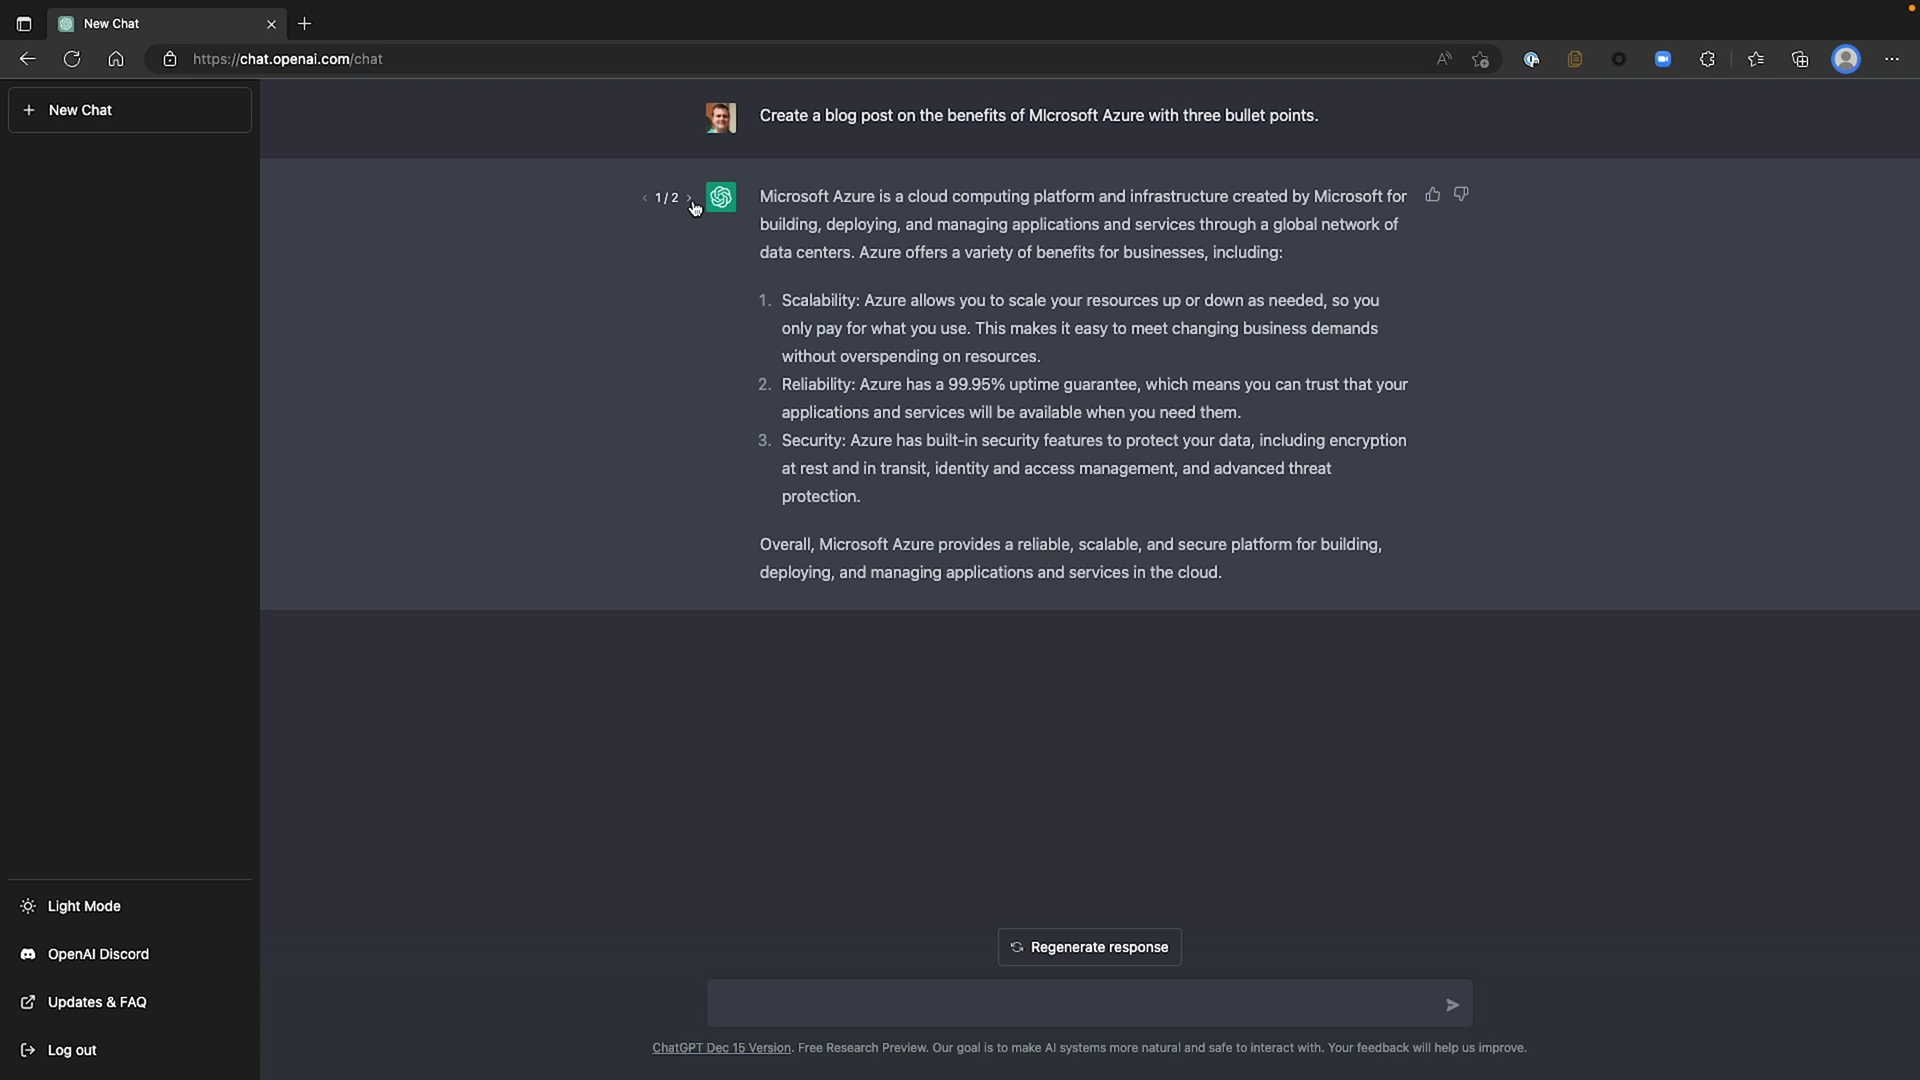 New Chat
https://chat.openai.com/chat
+ New Chat
Create a blog post on the benefits of MIcrosoft Azure with three bullet points.
< 1 / 2 >
Microsoft Azure is a cloud computing platform and infrastructure created by Microsoft for
building, deploying, and managing applications and services through a global network of
data centers. Azure offers a variety of benefits for businesses, including:
1. Scalability: Azure allows you to scale your resources up or down as needed, so you
only pay for what you use. This makes it easy to meet changing business demands
without overspending on resources.
2. Reliability: Azure has a 99.95% uptime guarantee, which means you can trust that your
applications and services will be available when you need them.
3. Security: Azure has built-in security features to protect your data, including encryption
at rest and in transit, identity and access management, and advanced threat
protection.
Overall, Microsoft Azure provides a reliable, scalable, and secure platform for building,
deploying, and managing applications and services in the cloud.
Light Mode
OpenAI Discord
Updates & FAQ
Log out
Regenerate response
ChatGPT Dec 15 Version. Free Research Preview. Our goal is to make AI systems more natural and safe to interact with. Your feedback will help us improve.